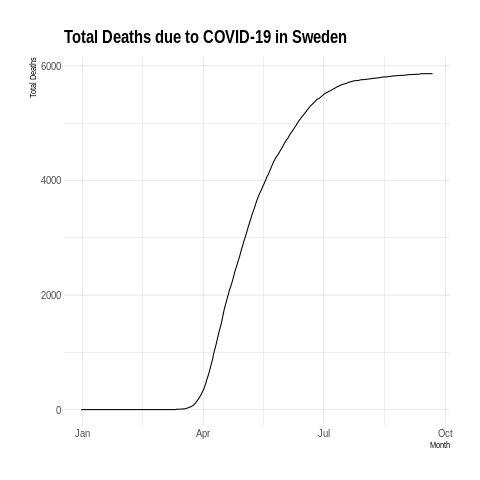 Total Deaths due to COVID-19 in Sweden
Total Deaths
6000
4000
2000
0
Jan Apr Jul Oct
Month